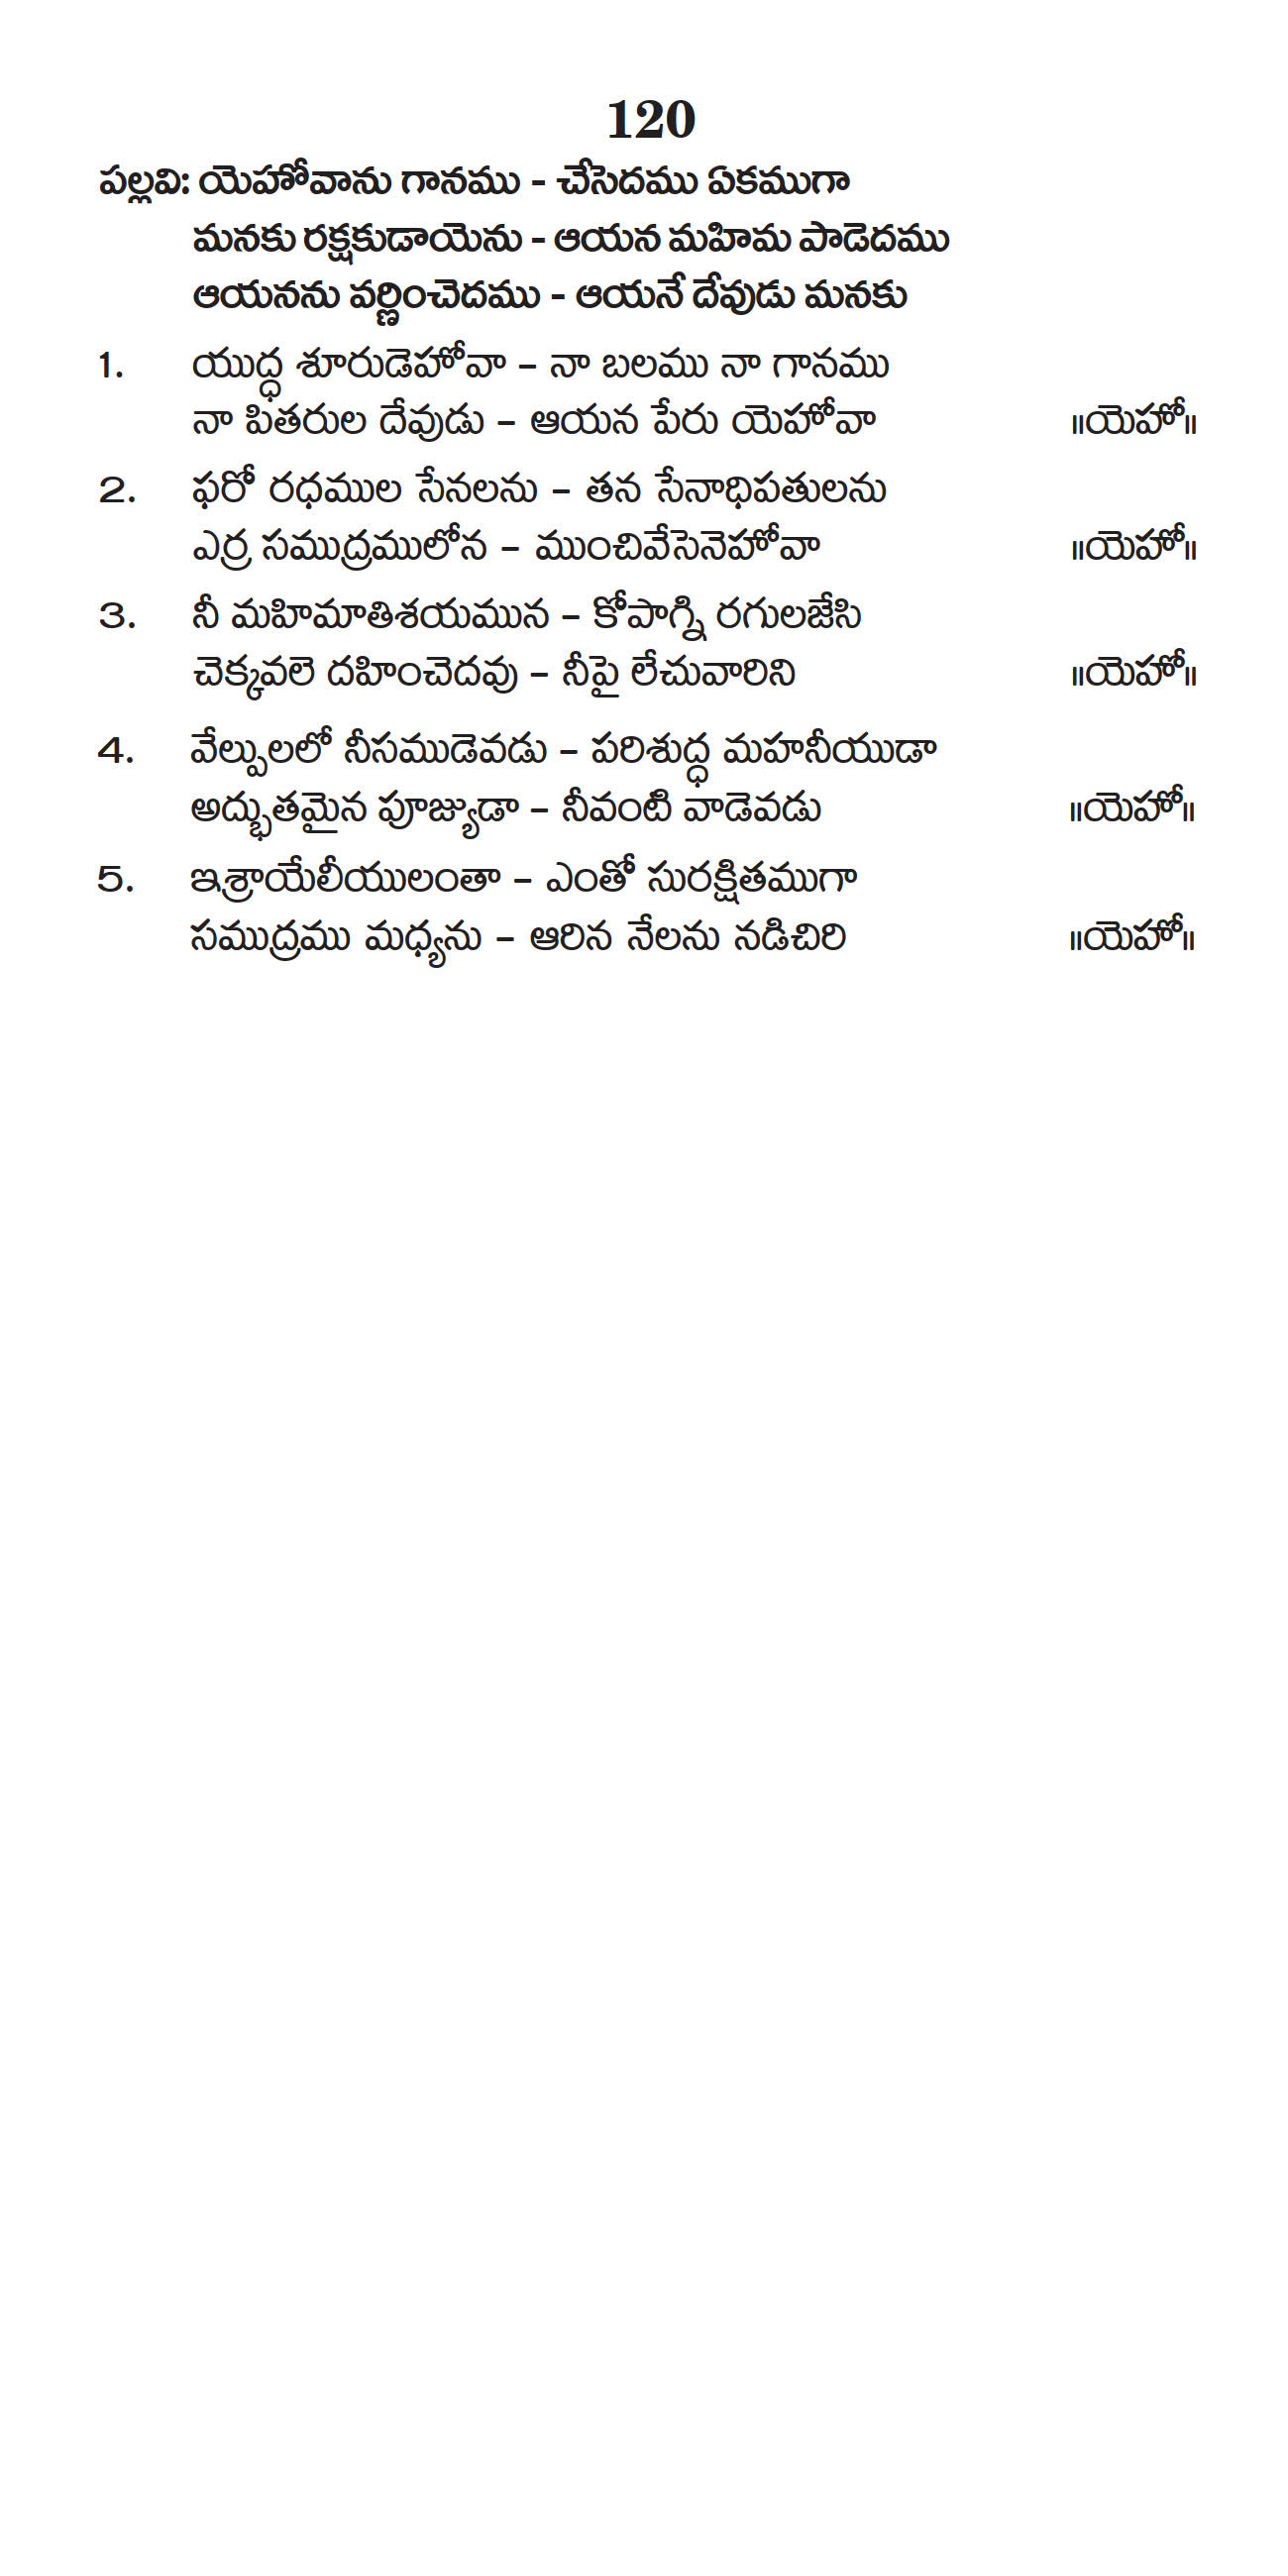 120
పల్లవి: యెహోవాను గానము - చేసెదము ఏకముగా
మనకు రక్షకుడాయెను - ఆయన మహిమ పాడెదము
ఆయనను వర్ణించెదము - ఆయనే దేవుడు మనకు
1. యుద్ధ శూరుడెహోవా – నా బలము నా గానము
నా పితరుల దేవుడు – ఆయన పేరు యెహోవా ॥యెహో॥
2. ఫరో రధముల సేనలను – తన సేనాధిపతులను
ఎర్ర సముద్రములోన – ముంచివేసెనెహోవా ॥యెహో॥
3. నీ మహిమాతిశయమున – కోపాగ్ని రగులజేసి
చెక్కవలె దహించెదవు – నీపై లేచువారిని ॥యెహో॥
4. వేల్పులలో నీసముడెవడు – పరిశుద్ధ మహనీయుడా
అద్భుతమైన పూజ్యుడా – నీవంటి వాడెవడు ॥యెహో॥
5. ఇశ్రాయేలీయులంతా – ఎంతో సురక్షితముగా
సముద్రము మధ్యను – ఆరిన నేలను నడిచిరి ॥యెహో॥